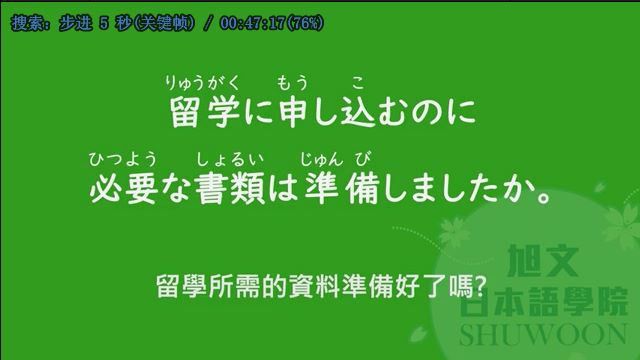 搜索: 步进 5 秒(关键帧) / 00:47:17(76%)
りゅうがく もう こ
留学に申し込むのに
ひつよう しょるい じゅん び
必要な書類は準備しましたか。
留學所需的資料準備好了嗎?
旭文
日本語學院
SHUWOON